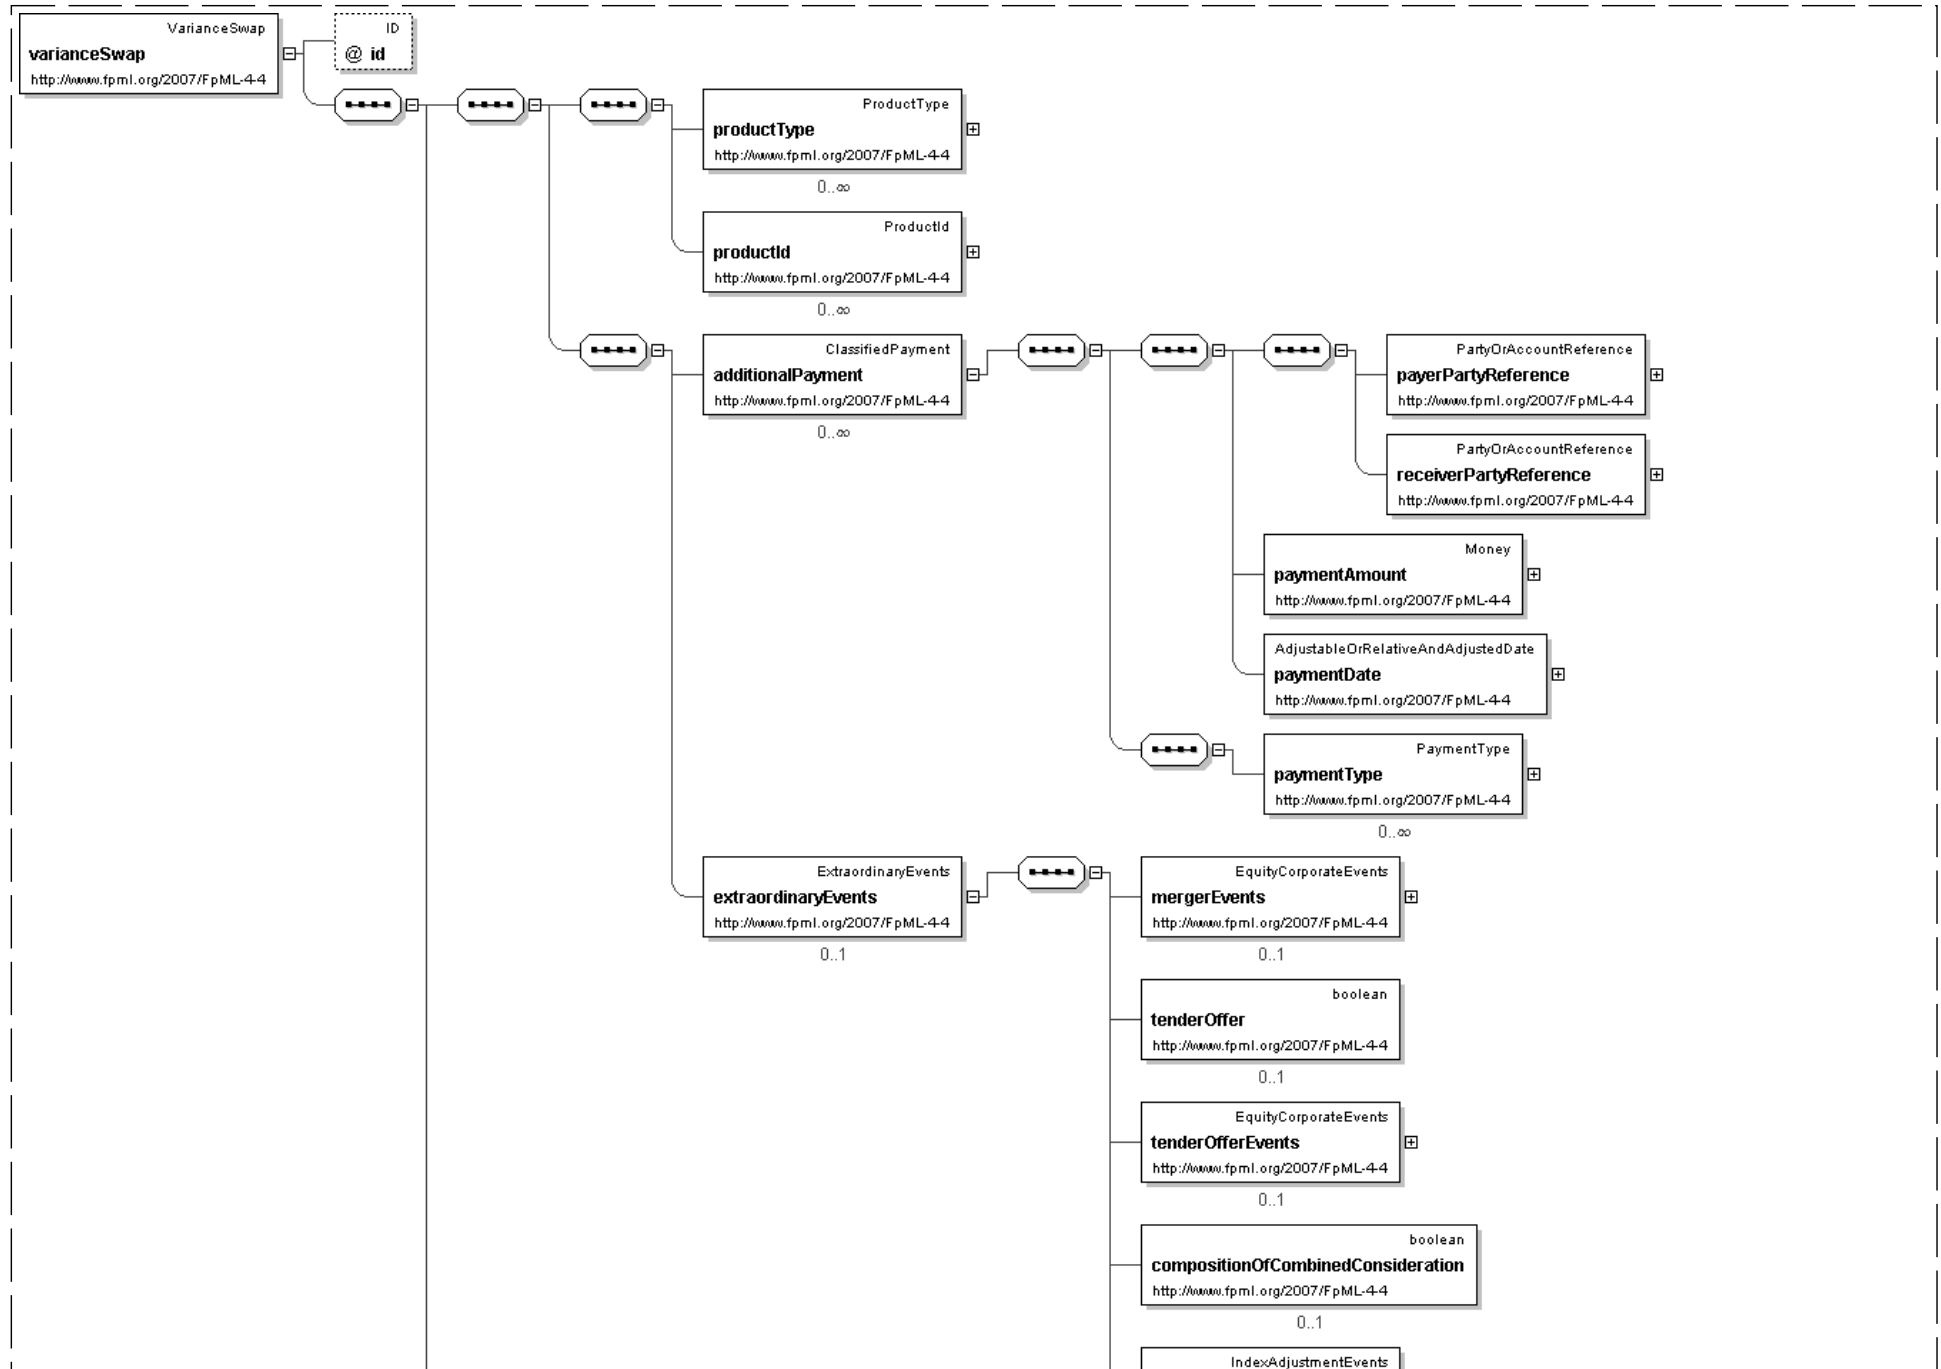 VarianceSwap
varianceSwap
http://www.fpml.org/2007/FpML-4-4
ID
@ id
ProductType
productType
http://www.fpml.org/2007/FpML-4-4
0..∞
ProductId
productId
http://www.fpml.org/2007/FpML-4-4
0..∞
ClassifiedPayment
additionalPayment
http://www.fpml.org/2007/FpML-4-4
0..∞
PartyOrAccountReference
payerPartyReference
http://www.fpml.org/2007/FpML-4-4
PartyOrAccountReference
receiverPartyReference
http://www.fpml.org/2007/FpML-4-4
Money
paymentAmount
http://www.fpml.org/2007/FpML-4-4
AdjustableOrRelativeAndAdjustedDate
paymentDate
http://www.fpml.org/2007/FpML-4-4
PaymentType
paymentType
http://www.fpml.org/2007/FpML-4-4
0..∞
ExtraordinaryEvents
extraordinaryEvents
http://www.fpml.org/2007/FpML-4-4
0..1
EquityCorporateEvents
mergerEvents
http://www.fpml.org/2007/FpML-4-4
0..1
boolean
tenderOffer
http://www.fpml.org/2007/FpML-4-4
0..1
EquityCorporateEvents
tenderOfferEvents
http://www.fpml.org/2007/FpML-4-4
0..1
boolean
compositionOfCombinedConsideration
http://www.fpml.org/2007/FpML-4-4
0..1
IndexAdjustmentEvents